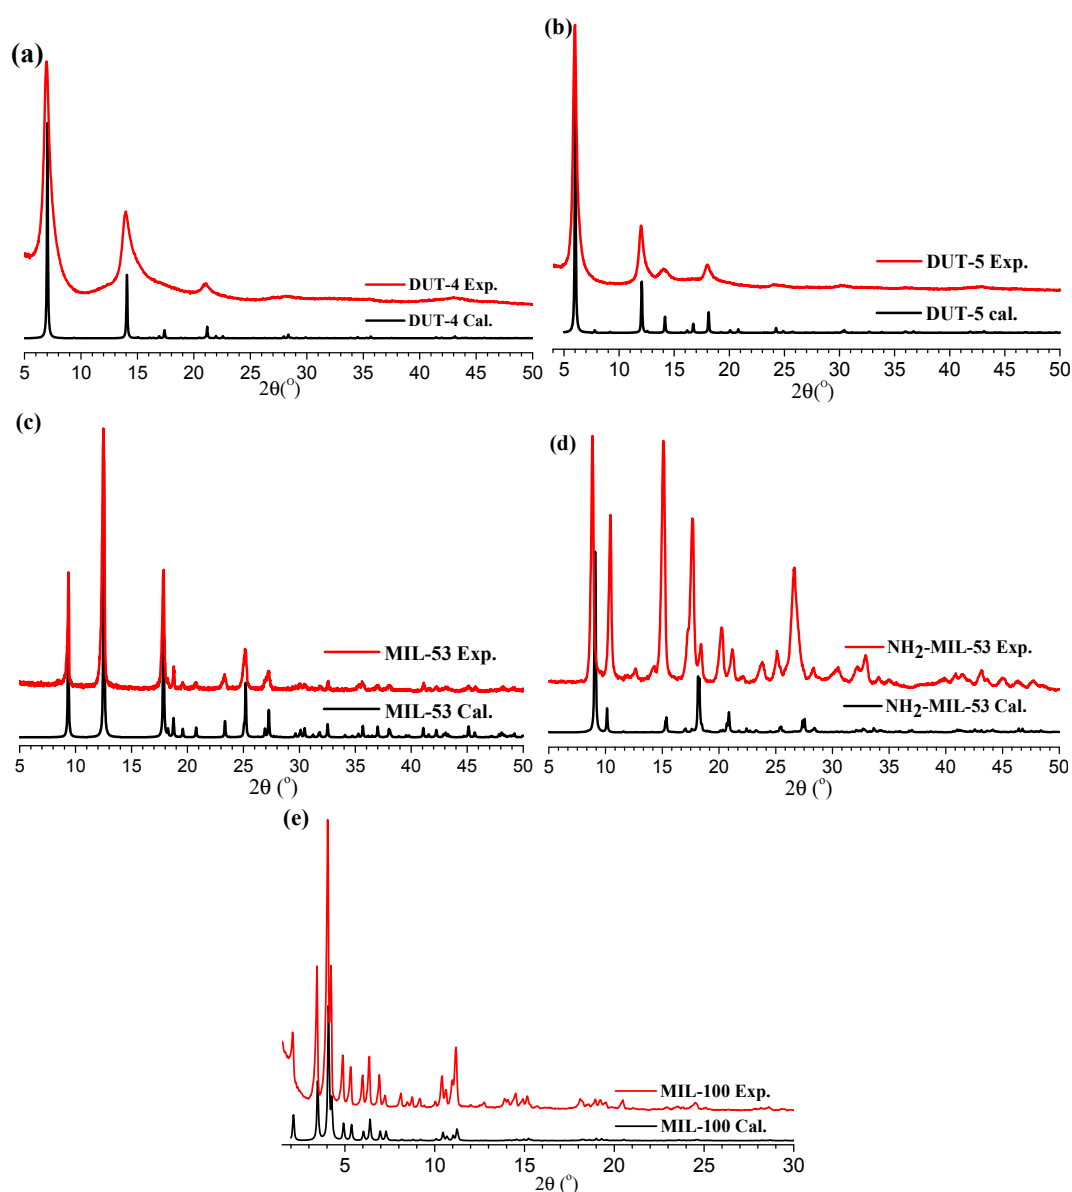 (a)
DUT-4 Exp.
DUT-4 Cal.
5 10 15 20 25 30 35 40 45 50
2θ(°)
(b)
DUT-5 Exp.
DUT-5 cal.
5 10 15 20 25 30 35 40 45 50
2θ(°)
(c)
MIL-53 Exp.
MIL-53 Cal.
5 10 15 20 25 30 35 40 45 50
2θ (°)
(d)
NH2-MIL-53 Exp.
NH2-MIL-53 Cal.
5 10 15 20 25 30 35 40 45 50
2θ (°)
(e)
MIL-100 Exp.
MIL-100 Cal.
5 10 15 20 25 30
2θ (°)